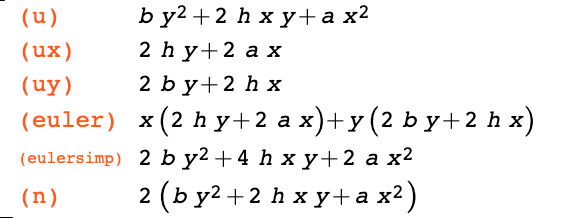 (u) b y² + 2 h x y + a x²
(ux) 2 h y + 2 a x
(uy) 2 b y + 2 h x
(euler) x (2 h y + 2 a x) + y (2 b y + 2 h x)
(eulersimp) 2 b y² + 4 h x y + 2 a x²
(n) 2 (b y² + 2 h x y + a x²)